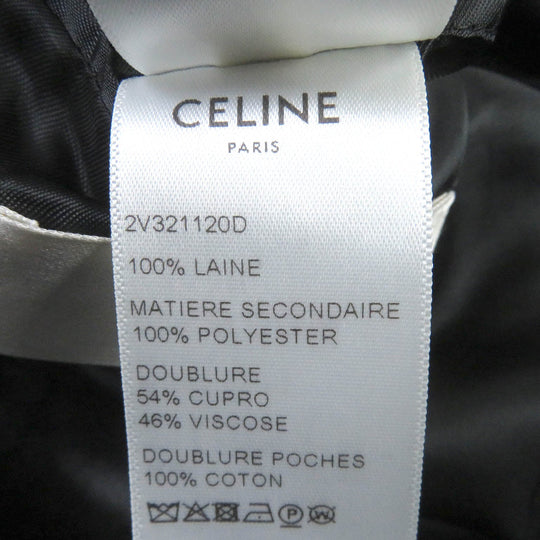 CELINE
PARIS
2V321120D
100% LAINE
MATIERE SECONDAIRE
100% POLYESTER
DOUBLURE
54% CUPRO
46% VISCOSE
DOUBLURE POCHES
100% COTON